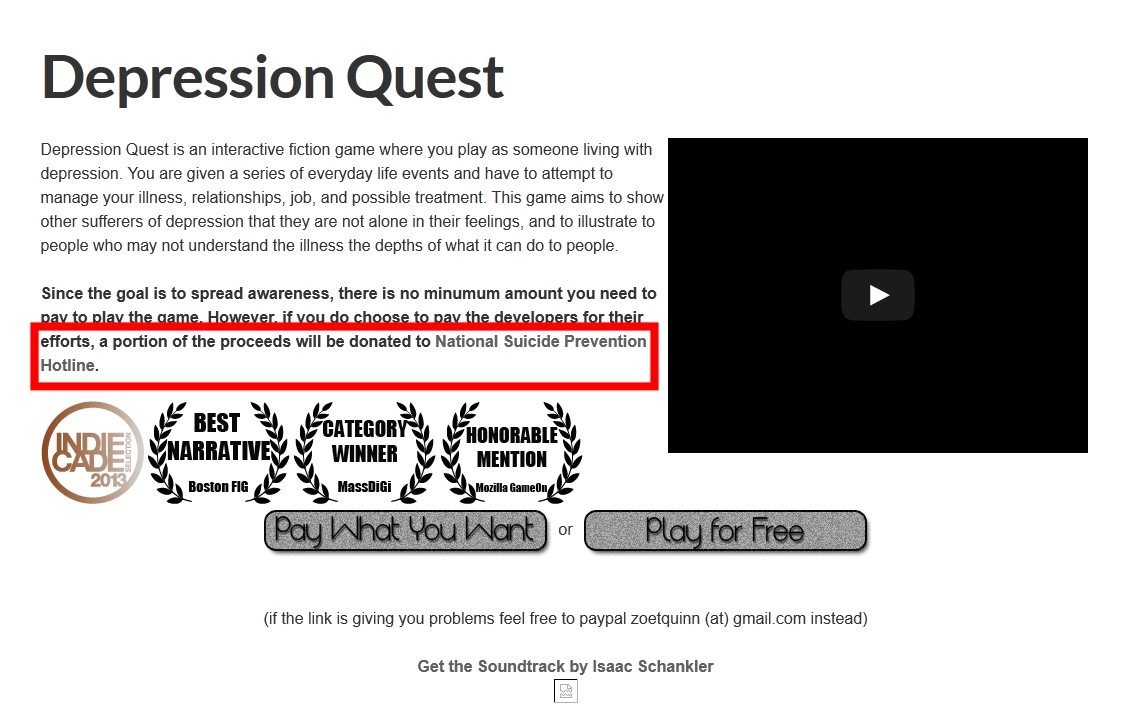 Depression Quest
Depression Quest is an interactive fiction game where you play as someone living with
depression. You are given a series of everyday life events and have to attempt to
manage your illness, relationships, job, and possible treatment. This game aims to show
other sufferers of depression that they are not alone in their feelings, and to illustrate to
people who may not understand the illness the depths of what it can do to people.
Since the goal is to spread awareness, there is no minumum amount you need to
pay to play the game. However, if you do choose to pay the developers for their
efforts, a portion of the proceeds will be donated to National Suicide Prevention
Hotline.
INDIE
CADE
SELECTION
2013
BEST
NARRATIVE
Boston FIG
CATEGORY
WINNER
MassDiGi
HONORABLE
MENTION
Mozilla GameOn
Pay What You Want or Play for Free
(if the link is giving you problems feel free to paypal zoetquinn (at) gmail.com instead)
Get the Soundtrack by Isaac Schankler